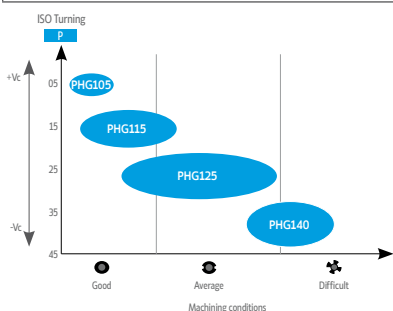 ISO Turning
P
+Vc
05
PHG105
15
PHG115
25
PHG125
35
PHG140
-Vc
45
Good
Average
Difficult
Machining conditions